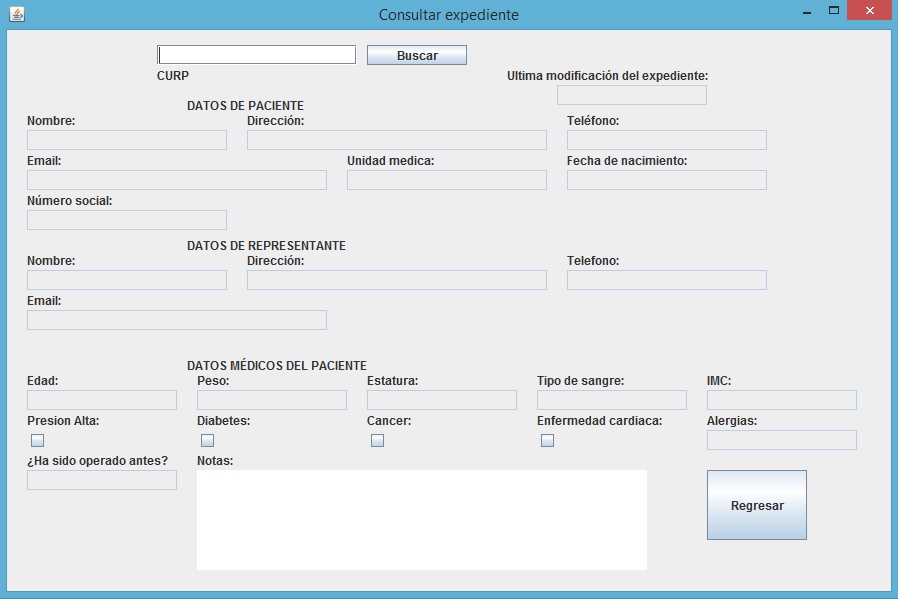 Consultar expediente
Buscar
CURP
Ultima modificación del expediente:
DATOS DE PACIENTE
Nombre: Dirección: Teléfono:
Email: Unidad medica: Fecha de nacimiento:
Número social:
DATOS DE REPRESENTANTE
Nombre: Dirección: Telefono:
Email:
DATOS MÉDICOS DEL PACIENTE
Edad: Peso: Estatura: Tipo de sangre: IMC:
Presion Alta: Diabetes: Cancer: Enfermedad cardiaca: Alergias:
¿Ha sido operado antes? Notas:
Regresar